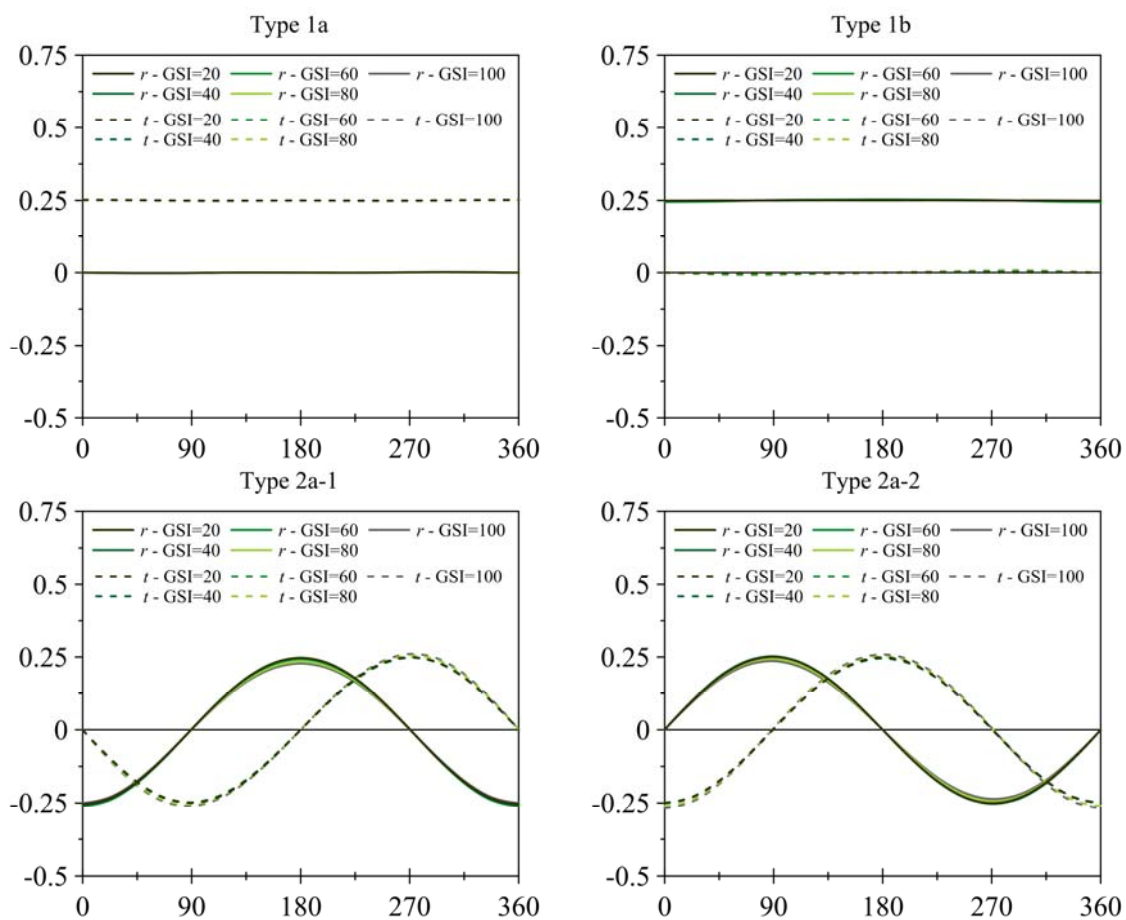 Type 1a
0.75
r - GSI=20 r - GSI=60 r - GSI=100
r - GSI=40 r - GSI=80
t - GSI=20 t - GSI=60 t - GSI=100
t - GSI=40 t - GSI=80
0.5
0.25
0
-0.25
-0.5
0 90 180 270 360
Type 1b
0.75
r - GSI=20 r - GSI=60 r - GSI=100
r - GSI=40 r - GSI=80
t - GSI=20 t - GSI=60 t - GSI=100
t - GSI=40 t - GSI=80
0.5
0.25
0
-0.25
-0.5
0 90 180 270 360
Type 2a-1
0.75
r - GSI=20 r - GSI=60 r - GSI=100
r - GSI=40 r - GSI=80
t - GSI=20 t - GSI=60 t - GSI=100
t - GSI=40 t - GSI=80
0.5
0.25
0
-0.25
-0.5
0 90 180 270 360
Type 2a-2
0.75
r - GSI=20 r - GSI=60 r - GSI=100
r - GSI=40 r - GSI=80
t - GSI=20 t - GSI=60 t - GSI=100
t - GSI=40 t - GSI=80
0.5
0.25
0
-0.25
-0.5
0 90 180 270 360